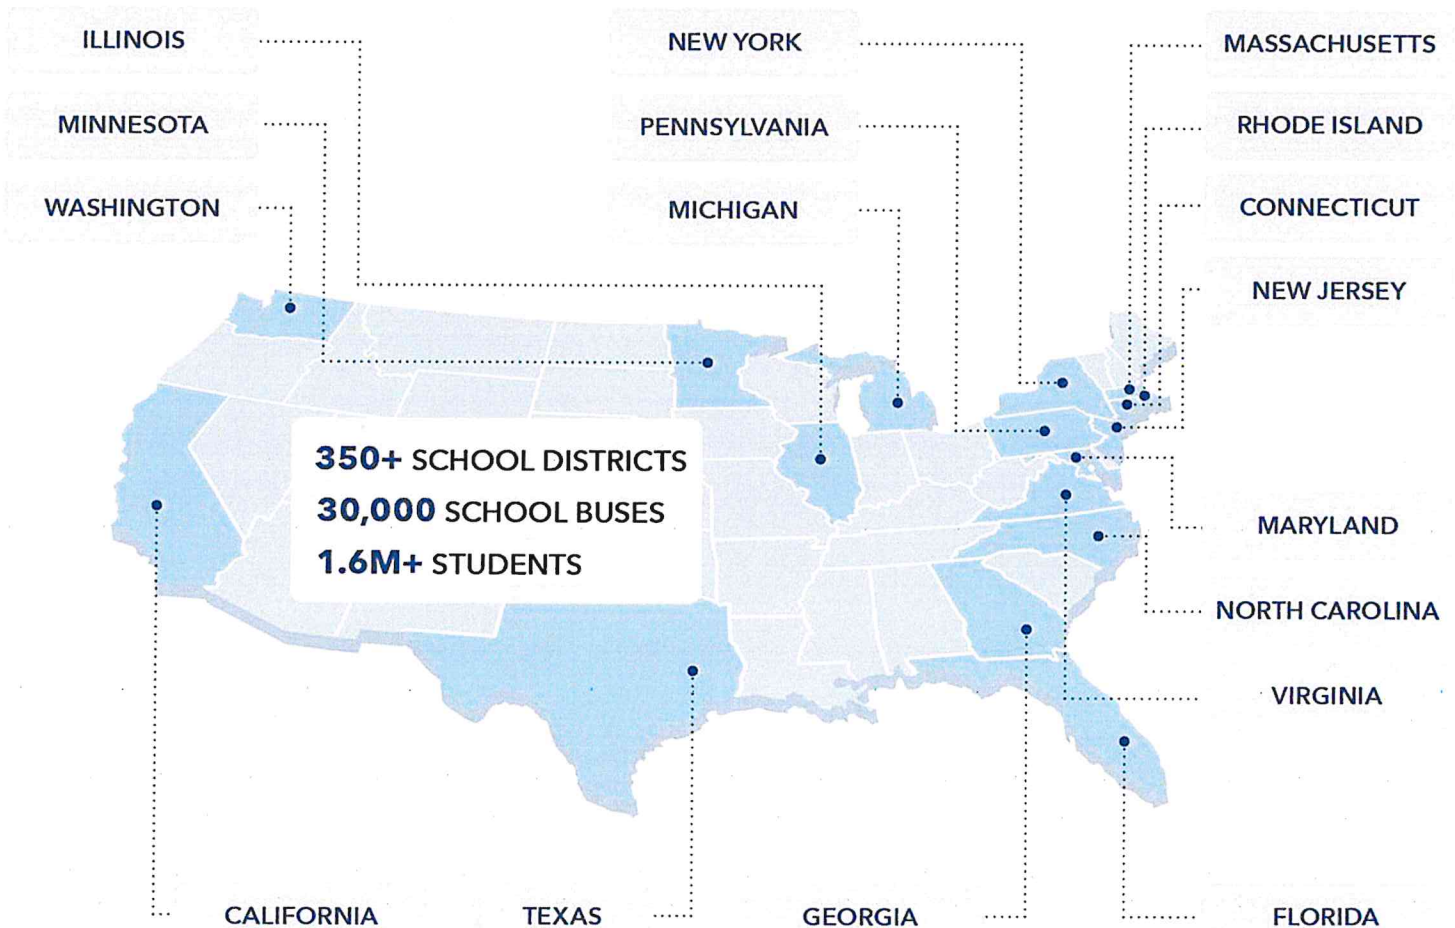 ILLINOIS
NEW YORK
MASSACHUSETTS
MINNESOTA
PENNSYLVANIA
RHODE ISLAND
WASHINGTON
MICHIGAN
CONNECTICUT
NEW JERSEY
350+ SCHOOL DISTRICTS
30,000 SCHOOL BUSES
1.6M+ STUDENTS
MARYLAND
NORTH CAROLINA
VIRGINIA
CALIFORNIA
TEXAS
GEORGIA
FLORIDA